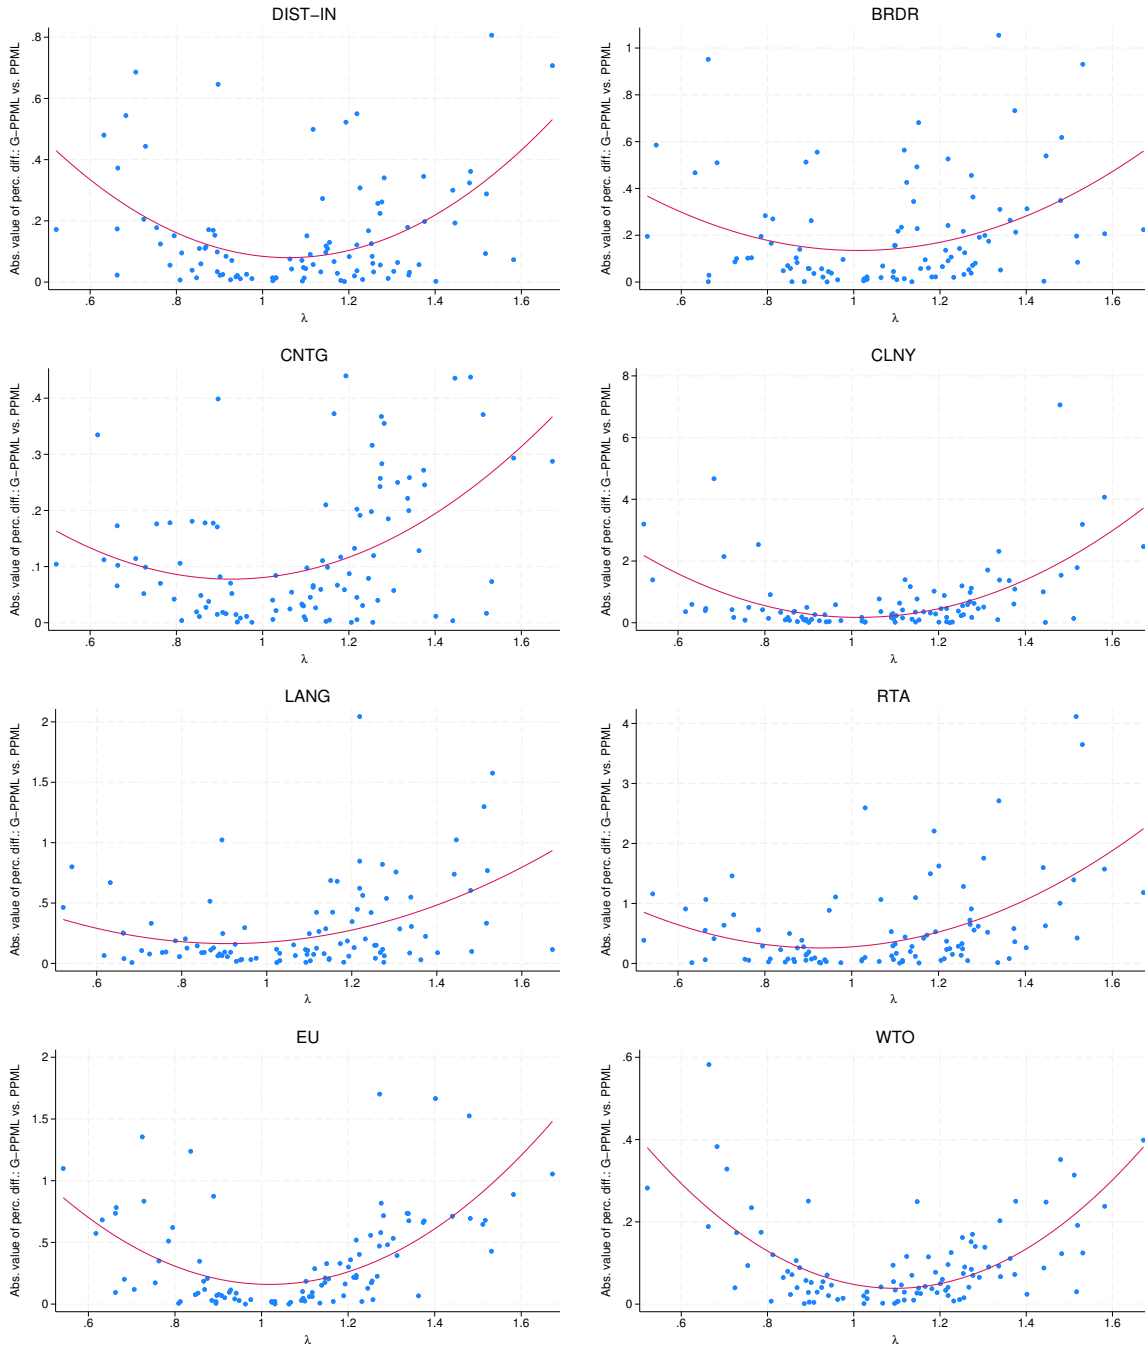 DIST−IN
Abs. value of perc. diff.: G−PPML vs. PPML
.8
.6
.4
.2
0
.6 .8 1 1.2 1.4 1.6
λ
BRDR
Abs. value of perc. diff.: G−PPML vs. PPML
1
.8
.6
.4
.2
0
.6 .8 1 1.2 1.4 1.6
λ
CNTG
Abs. value of perc. diff.: G−PPML vs. PPML
.4
.3
.2
.1
0
.6 .8 1 1.2 1.4 1.6
λ
CLNY
Abs. value of perc. diff.: G−PPML vs. PPML
8
6
4
2
0
.6 .8 1 1.2 1.4 1.6
λ
LANG
Abs. value of perc. diff.: G−PPML vs. PPML
2
1.5
1
.5
0
.6 .8 1 1.2 1.4 1.6
λ
RTA
Abs. value of perc. diff.: G−PPML vs. PPML
4
3
2
1
0
.6 .8 1 1.2 1.4 1.6
λ
EU
Abs. value of perc. diff.: G−PPML vs. PPML
2
1.5
1
.5
0
.6 .8 1 1.2 1.4 1.6
λ
WTO
Abs. value of perc. diff.: G−PPML vs. PPML
.6
.4
.2
0
.6 .8 1 1.2 1.4 1.6
λ